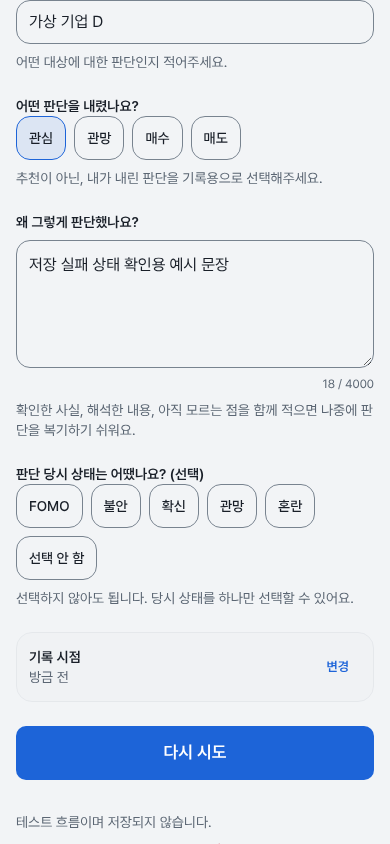 가상 기업 D
어떤 대상에 대한 판단인지 적어주세요.
어떤 판단을 내렸나요?
관심 관망 매수 매도
추천이 아닌, 내가 내린 판단을 기록용으로 선택해주세요.
왜 그렇게 판단했나요?
저장 실패 상태 확인용 예시 문장
18 / 4000
확인한 사실, 해석한 내용, 아직 모르는 점을 함께 적으면 나중에 판
단을 복기하기 쉬워요.
판단 당시 상태는 어땠나요? (선택)
FOMO 불안 확신 관망 혼란
선택 안 함
선택하지 않아도 됩니다. 당시 상태를 하나만 선택할 수 있어요.
기록 시점
방금 전
변경
다시 시도
테스트 흐름이며 저장되지 않습니다.